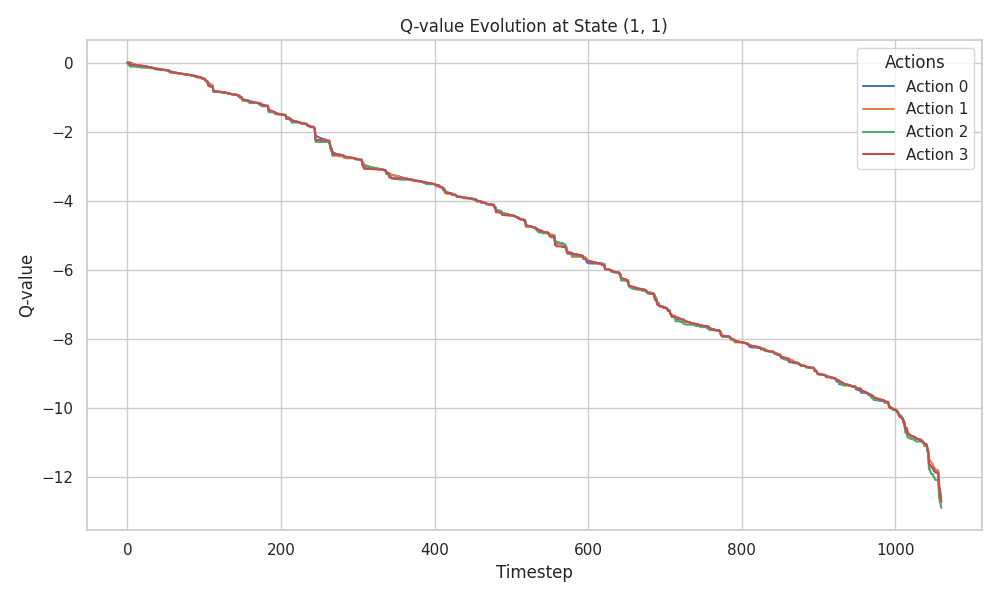 Q-value Evolution at State (1, 1)
Actions
Action 0
Action 1
Action 2
Action 3
Q-value
0
−2
−4
−6
−8
−10
−12
0 200 400 600 800 1000
Timestep